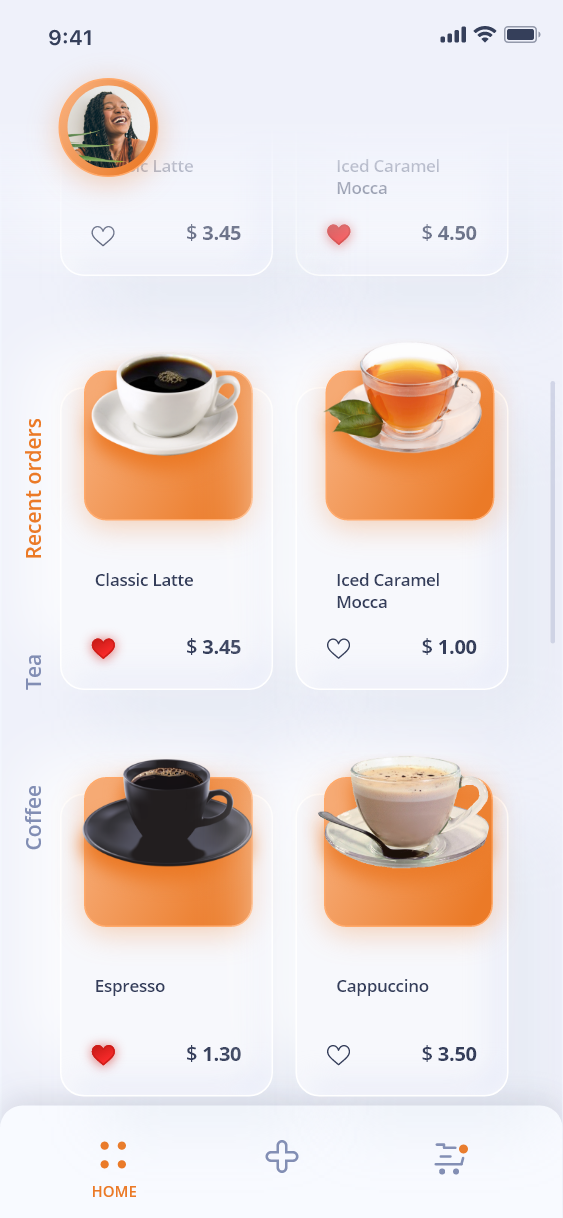 9:41
ic Latte
Iced Caramel
Mocca
$ 3.45
$ 4.50
Recent orders
Tea
Coffee
Classic Latte
Iced Caramel
Mocca
$ 3.45
$ 1.00
Espresso
Cappuccino
$ 1.30
$ 3.50
HOME